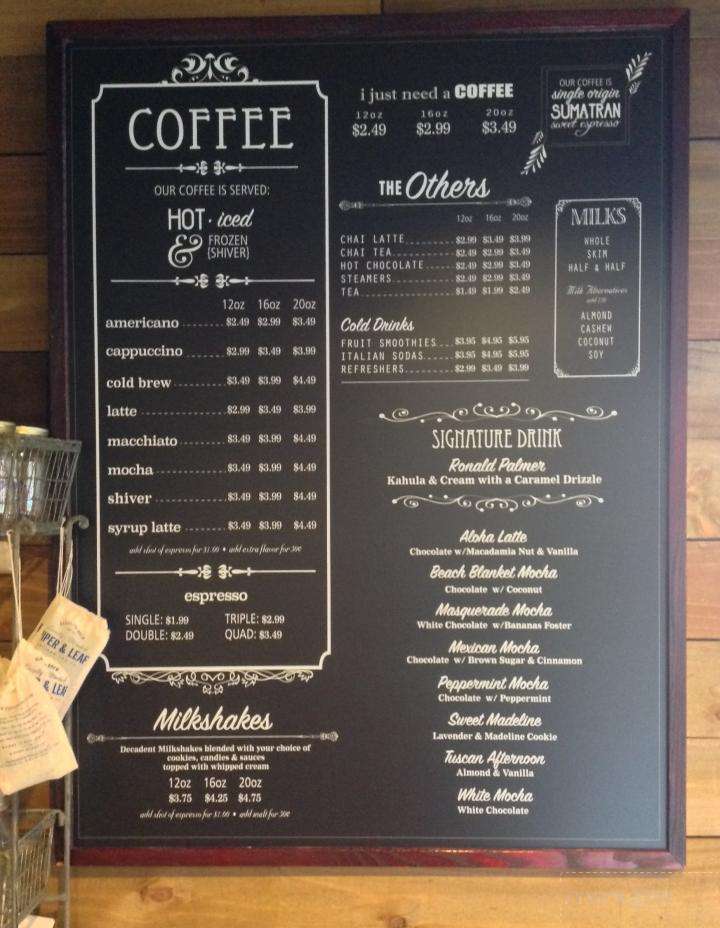 COFFEE
OUR COFFEE IS SERVED:
HOT · iced
& FROZEN
(SHIVER)
12oz 16oz 20oz
americano ........... $2.49 $2.99 $3.49
cappuccino .......... $2.99 $3.49 $3.99
cold brew ............ $3.49 $3.99 $4.49
latte .................... $2.99 $3.49 $3.99
macchiato ........... $3.49 $3.99 $4.49
mocha ................. $3.49 $3.99 $4.49
shiver .................. $3.49 $3.99 $4.49
syrup latte .......... $3.49 $3.99 $4.49
add shot of espresso for $1.00 • add extra flavor for 50¢
espresso
SINGLE: $1.99 TRIPLE: $2.99
DOUBLE: $2.49 QUAD: $3.49
Milkshakes
Decadent Milkshakes blended with your choice of
cookies, candies & sauces
topped with whipped cream
12oz 16oz 20oz
$3.75 $4.25 $4.75
add shot of espresso for $1.00 • add malt for 50¢
i just need a COFFEE
12oz 16oz 20oz
$2.49 $2.99 $3.49
OUR COFFEE IS
single origin
SUMATRAN
sweet espresso
THE Others
12oz 16oz 20oz
CHAI LATTE .......... $2.99 $3.49 $3.99
CHAI TEA ............. $2.49 $2.99 $3.49
HOT CHOCOLATE ..... $2.49 $2.99 $3.49
STEAMERS ............ $2.49 $2.99 $3.49
TEA ..................... $1.49 $1.99 $2.49
Cold Drinks
FRUIT SMOOTHIES ... $3.95 $4.95 $5.95
ITALIAN SODAS ...... $3.95 $4.95 $5.95
REFRESHERS .......... $2.99 $3.49 $3.99
MILKS
WHOLE
SKIM
HALF & HALF
Milk Alternatives
ALMOND
CASHEW
COCONUT
SOY
SIGNATURE DRINK
Ronald Palmer
Kahula & Cream with a Caramel Drizzle
Aloha Latte
Chocolate w/Macadamia Nut & Vanilla
Beach Blanket Mocha
Chocolate w/ Coconut
Masquerade Mocha
White Chocolate w/Bananas Foster
Mexican Mocha
Chocolate w/ Brown Sugar & Cinnamon
Peppermint Mocha
Chocolate w/ Peppermint
Sweet Madeline
Lavender & Madeline Cookie
Tuscan Afternoon
Almond & Vanilla
White Mocha
White Chocolate
& LEAF
& LEA